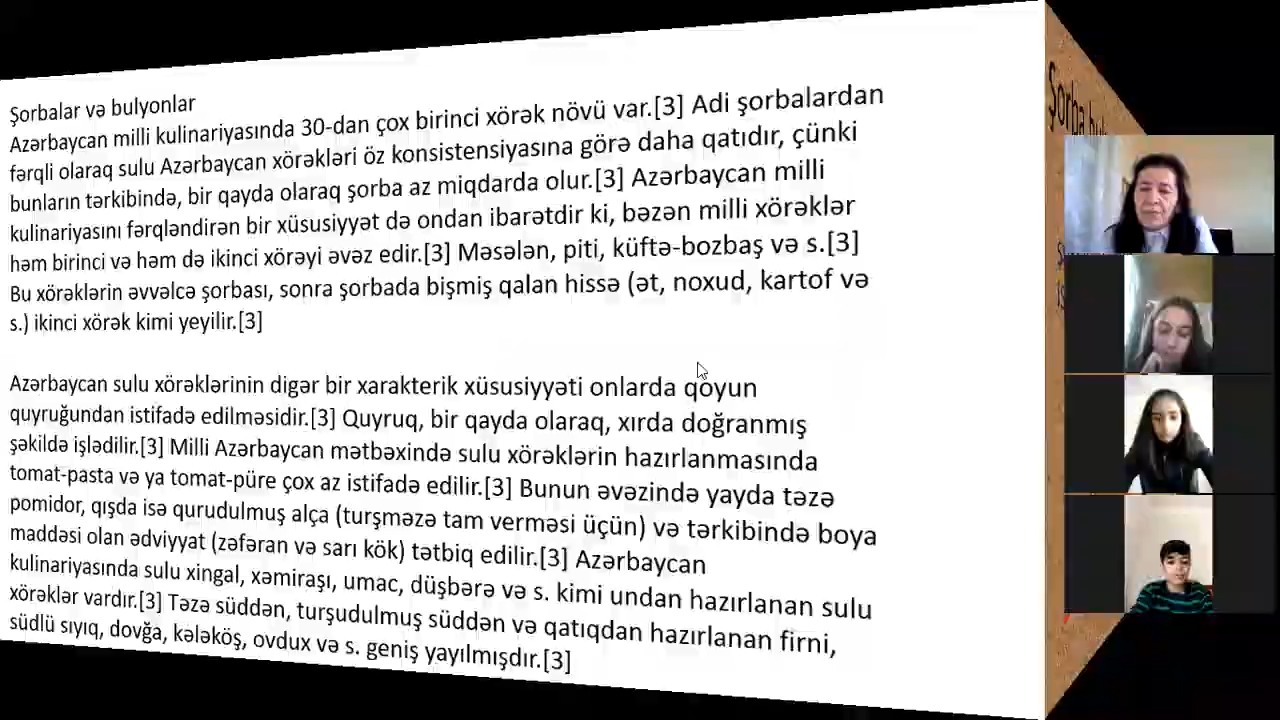 Şorbalar və bulyonlar
Azərbaycan milli kulinariyasında 30-dan çox birinci xörək növü var.[3] Adi şorbalardan
fərqli olaraq sulu Azərbaycan xörəkləri öz konsistensiyasına görə daha qatıdır, çünki
bunların tərkibində, bir qayda olaraq şorba az miqdarda olur.[3] Azərbaycan milli
kulinariyasını fərqləndirən bir xüsusiyyət də ondan ibarətdir ki, bəzən milli xörəklər
həm birinci və həm də ikinci xörəyi əvəz edir.[3] Məsələn, piti, küftə-bozbaş və s.[3]
Bu xörəklərin əvvəlcə şorbası, sonra şorbada bişmiş qalan hissə (ət, noxud, kartof və
s.) ikinci xörək kimi yeyilir.[3]
Azərbaycan sulu xörəklərinin digər bir xarakterik xüsusiyyəti onlarda qoyun
quyruğundan istifadə edilməsidir.[3] Quyruq, bir qayda olaraq, xırda doğranmış
şəkildə işlədilir.[3] Milli Azərbaycan mətbəxində sulu xörəklərin hazırlanmasında
tomat-pasta və ya tomat-püre çox az istifadə edilir.[3] Bunun əvəzində yayda təzə
pomidor, qışda isə qurudulmuş alça (turşməzə tam verməsi üçün) və tərkibində boya
maddəsi olan ədviyyat (zəfəran və sarı kök) tətbiq edilir.[3] Azərbaycan
kulinariyasında sulu xingal, xəmiraşı, umac, düşbərə və s. kimi undan hazırlanan sulu
xörəklər vardır.[3] Təzə süddən, turşudulmuş süddən və qatıqdan hazırlanan firni,
südlü sıyıq, dovğa, kələköş, ovdux və s. geniş yayılmışdır.[3]
Şorba